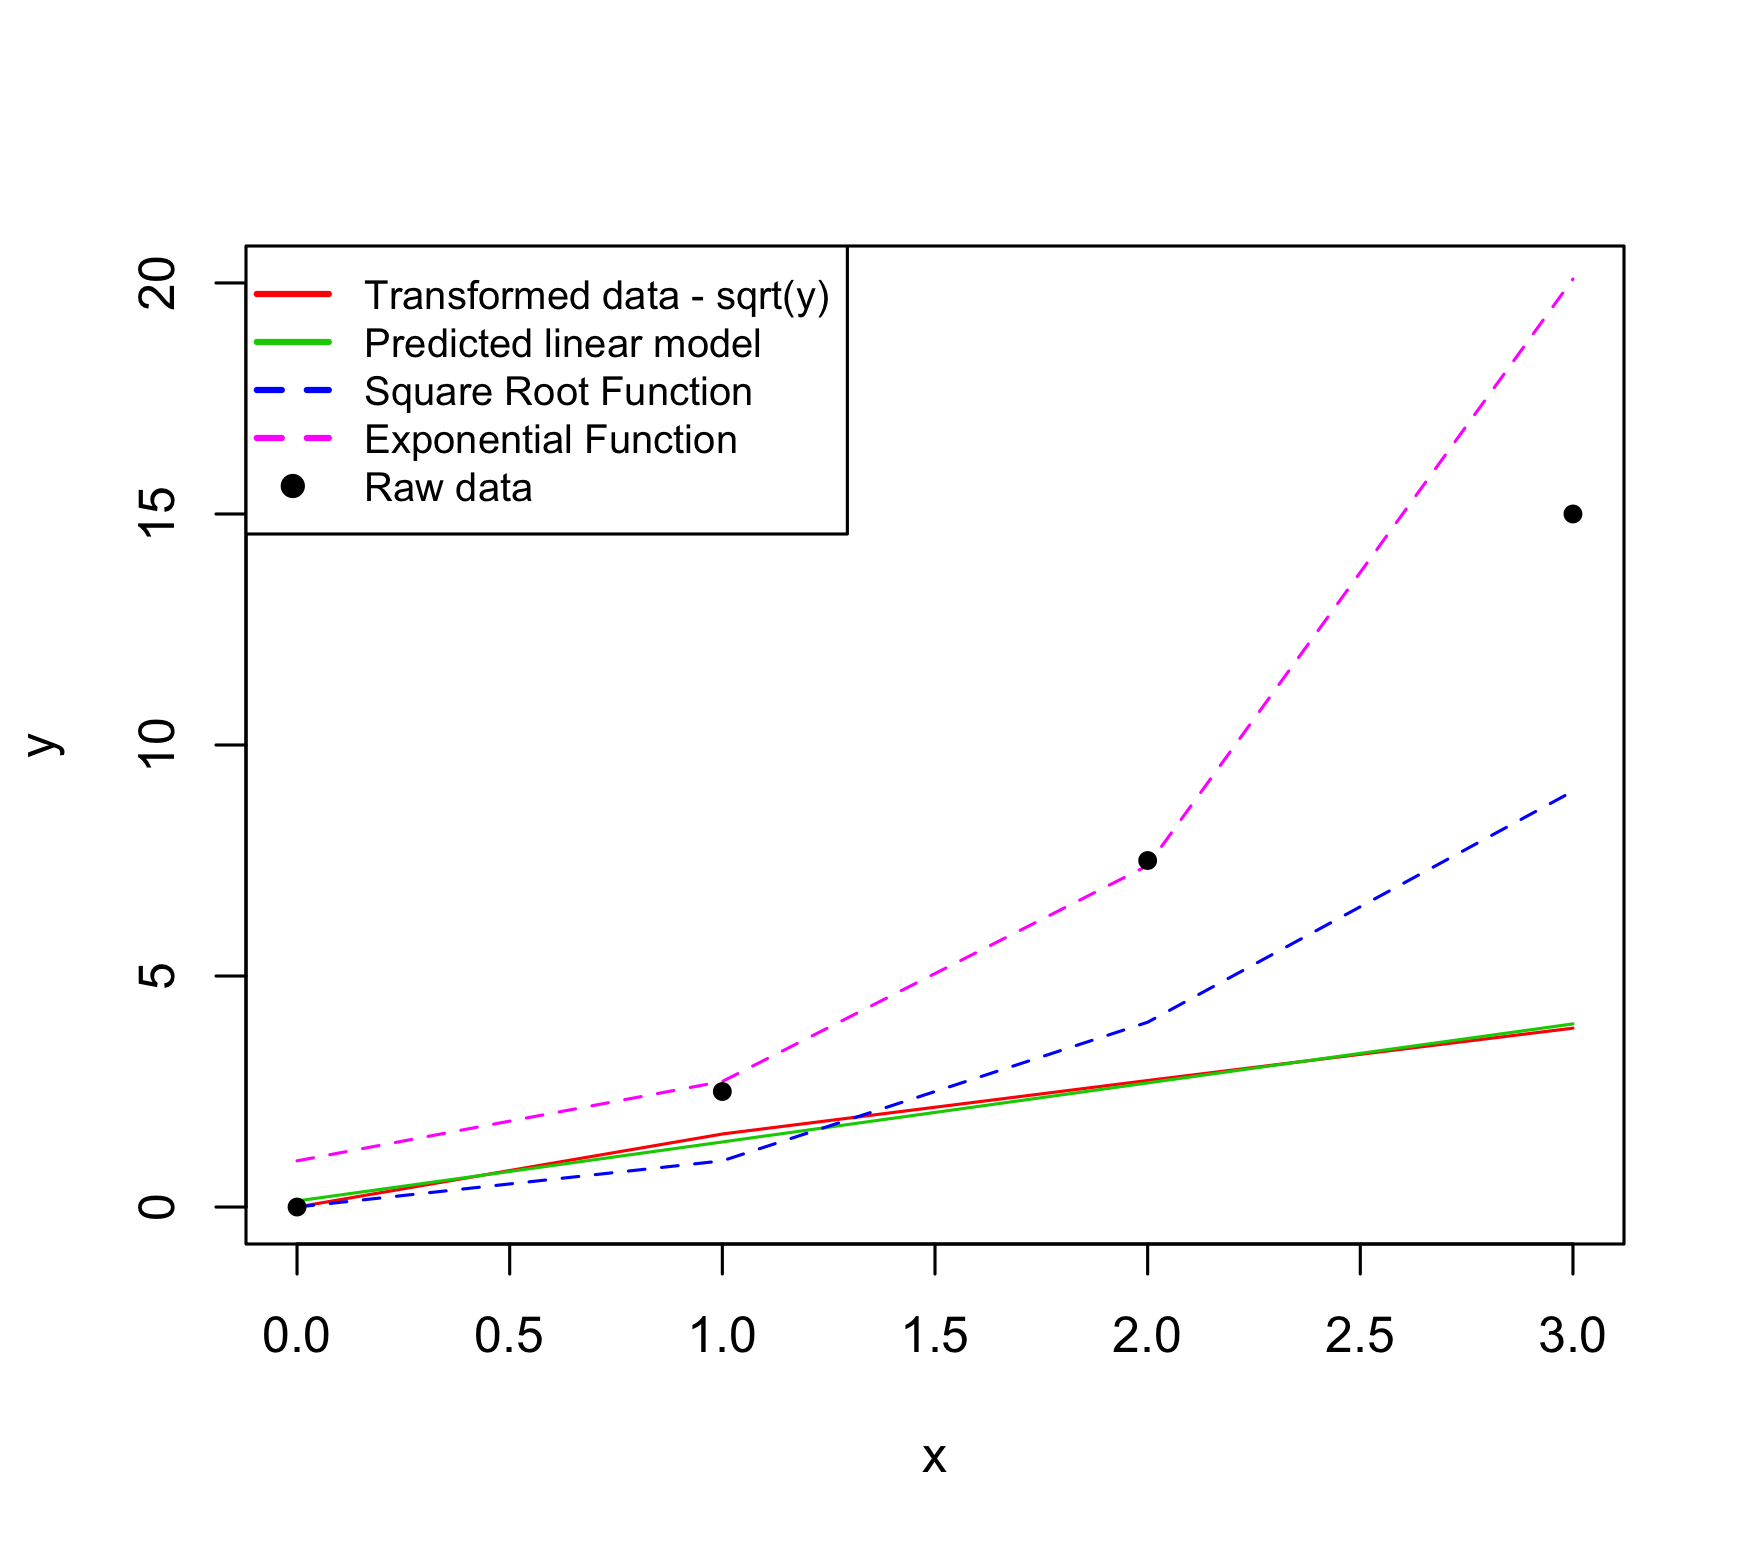 Transformed data - sqrt(y)
Predicted linear model
Square Root Function
Exponential Function
Raw data
20
15
10
5
0
y
0.0 0.5 1.0 1.5 2.0 2.5 3.0
x